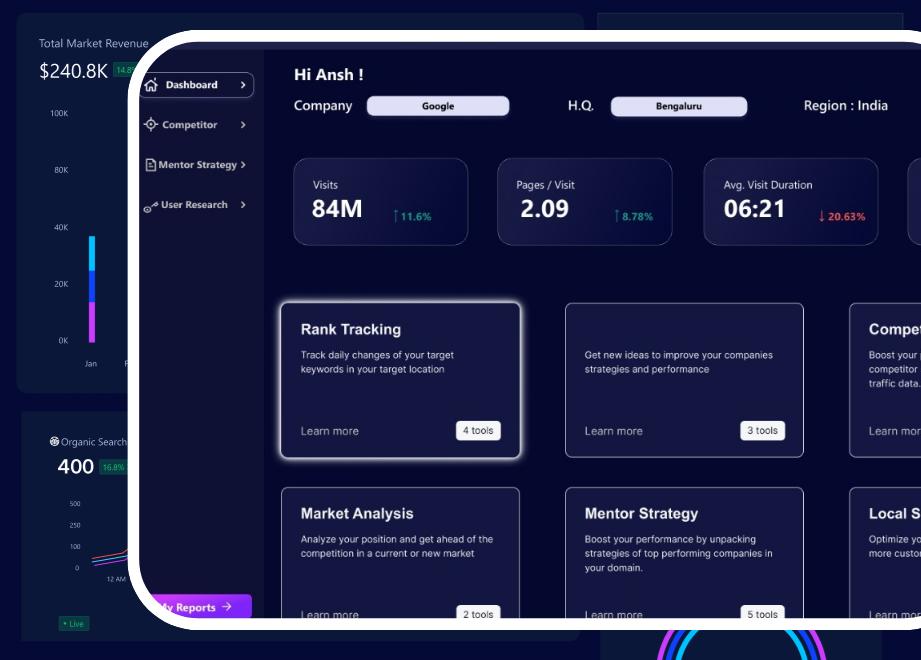 Total Market Revenue
$240.8K 14.8%
100K
80K
40K
20K
0K
Jan
Organic Search
400 16.8%
500
250
100
0
12 AM
• Live
Dashboard
Competitor
Mentor Strategy
User Research
My Reports →
Hi Ansh !
Company Google H.Q. Bengaluru Region : India
Visits
84M ↑11.6%
Pages / Visit
2.09 ↑8.78%
Avg. Visit Duration
06:21 ↓20.63%
Rank Tracking
Track daily changes of your target
keywords in your target location
Learn more 4 tools
Get new ideas to improve your companies
strategies and performance
Learn more 3 tools
Compet
Boost your
competitor
traffic data.
Learn mor
Market Analysis
Analyze your position and get ahead of the
competition in a current or new market
Learn more 2 tools
Mentor Strategy
Boost your performance by unpacking
strategies of top performing companies in
your domain.
Learn more 5 tools
Local S
Optimize yo
more custo
Learn mor